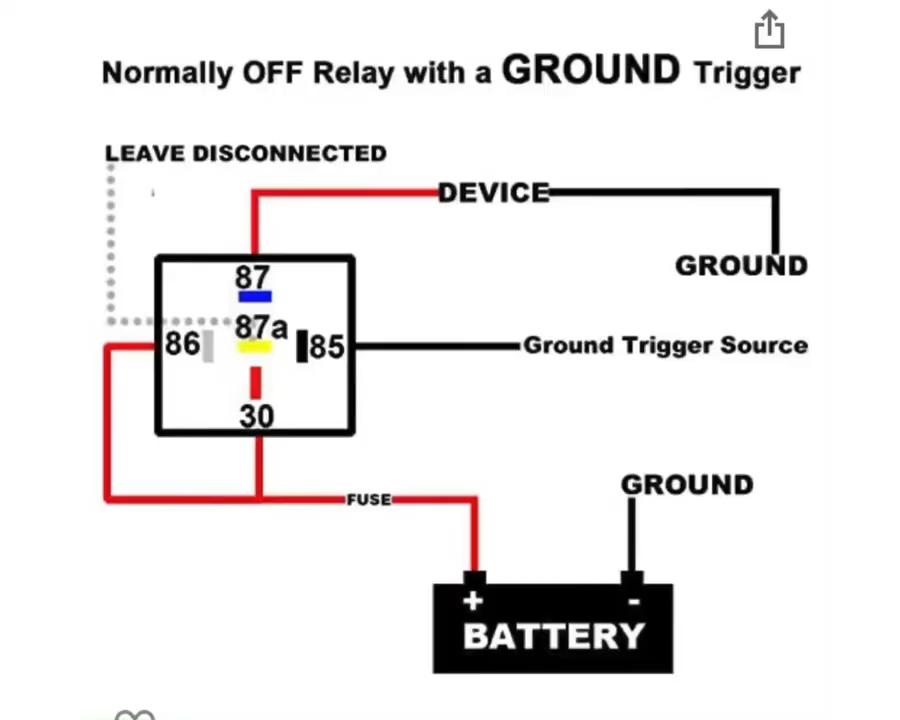 Normally OFF Relay with a GROUND Trigger
LEAVE DISCONNECTED
DEVICE
GROUND
87
87a
86
85
Ground Trigger Source
30
GROUND
FUSE
+
-
BATTERY